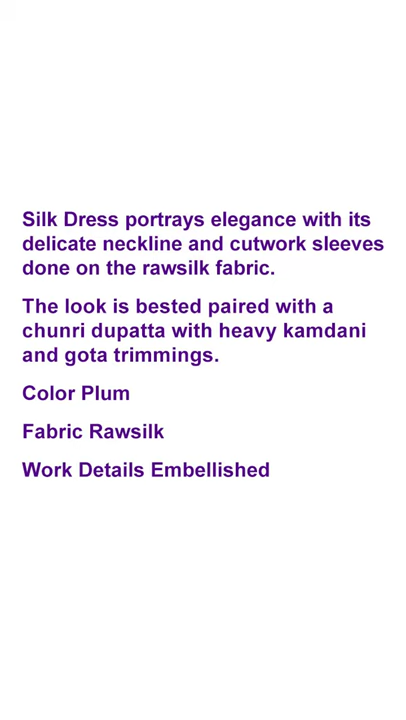 Silk Dress portrays elegance with its
delicate neckline and cutwork sleeves
done on the rawsilk fabric.
The look is bested paired with a
chunri dupatta with heavy kamdani
and gota trimmings.
Color Plum
Fabric Rawsilk
Work Details Embellished